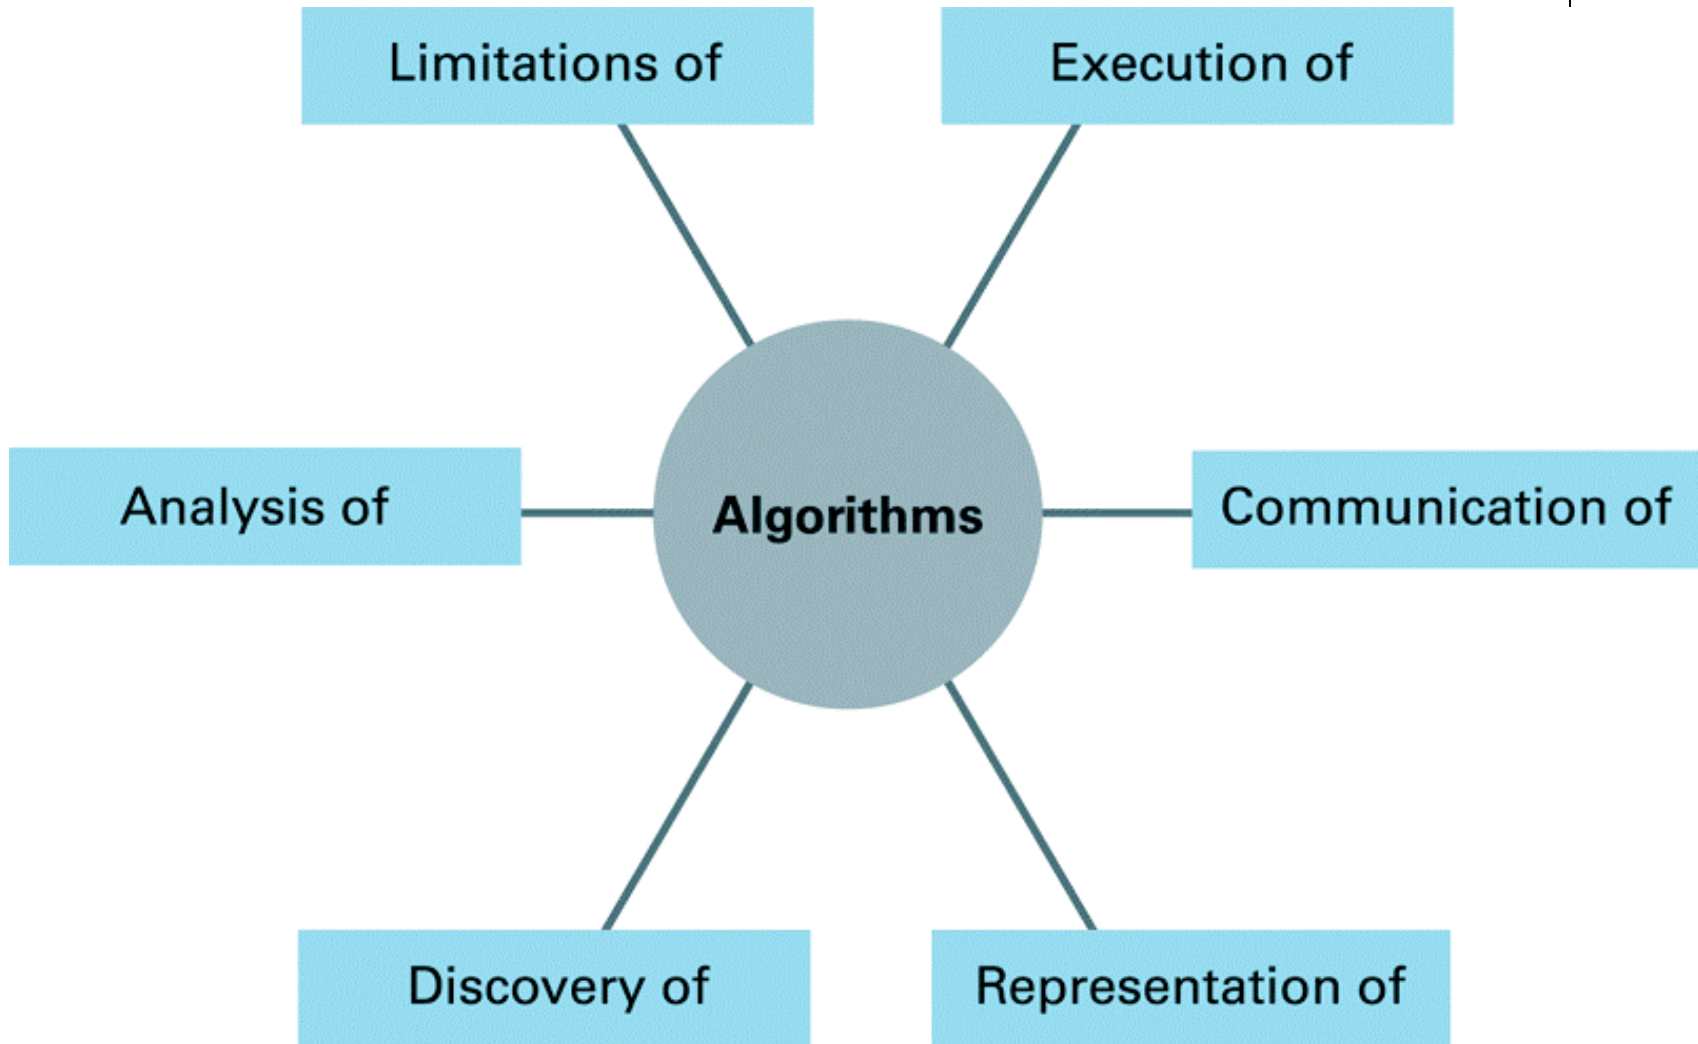 Limitations of
Execution of
Analysis of
Algorithms
Communication of
Discovery of
Representation of